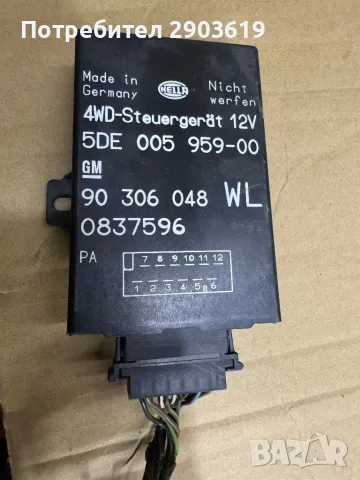 Потребител 2903619
Made in
Germany
HELLA
Nicht
werfen
4WD-Steuergerät 12V
5DE 005 959-00
GM
90 306 048 WL
0837596
PA
7 8 9 10 11 12
1 2 3 4 5 6
BAZAR